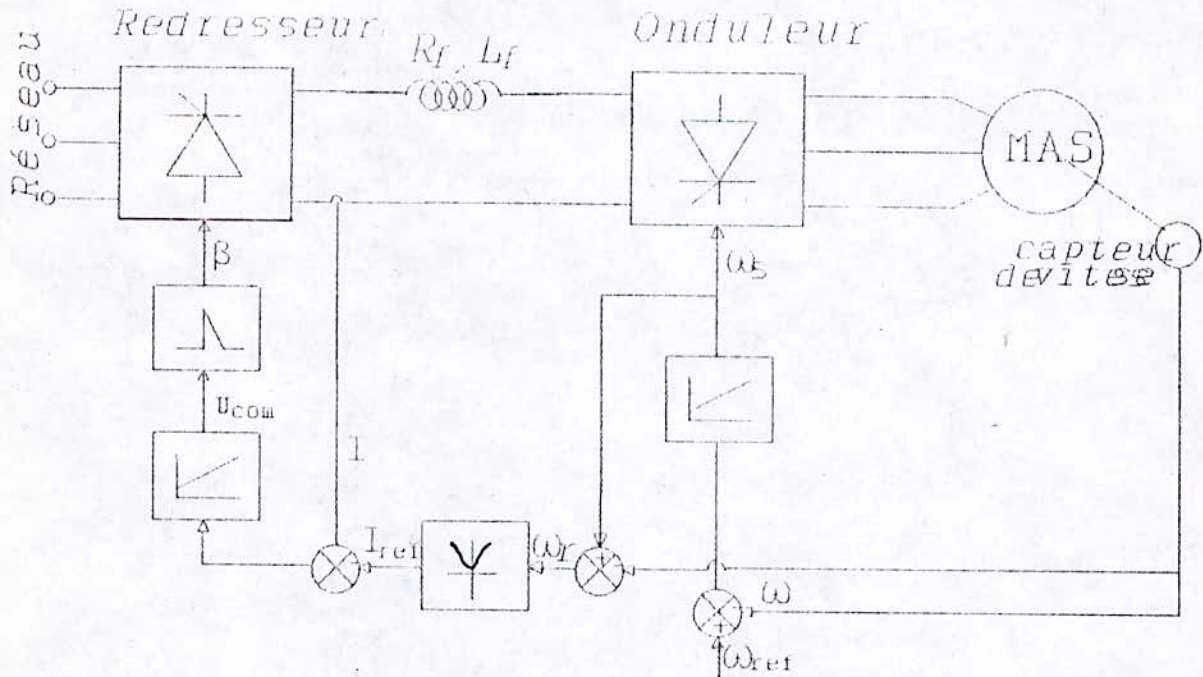 Redresseur
Onduleur
Réseau
Rf, Lf
MAS
capteur
de vitesse
β
ωs
Ucom
I
Iref
ωr
ω
ωref